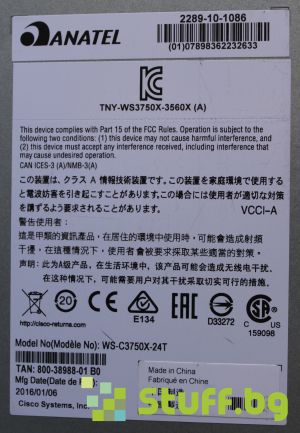 ANATEL
2289-10-1086
(01)07898362232633
TNY-WS3750X-3560X (A)
This device complies with Part 15 of the FCC Rules. Operation is subject to the
following two conditions: (1) this device may not cause harmful interference, and
(2) this device must accept any interference received, including interference that
may cause undesired operation.
CAN ICES-3 (A)/NMB-3(A)
この装置は、クラスA 情報技術装置です。この装置を家庭環境で使用する
と電波妨害を引き起こすことがあります。この場合には使用者が適切な対策
を講ずるよう要求されることがあります。
VCCI-A
警告使用者:
這是甲類的資訊產品，在居住的環境中使用時，可能會造成射頻
干擾，在這種情況下，使用者會被要求採取某些適當的對策。
声明：此为A级产品，在生活环境中，该产品可能会造成无线电干扰，
在这种情况下，可能需要用户对其干扰采取切实可行的措施。
20
C
E
E134
D33272
SA
159098
http://cisco-returns.com
Model No(Modèle No): WS-C3750X-24T
TAN: 800-38988-01 B0
Mfg Date(Date de
2016/01/06
Cisco Systems, Inc.
Made in China
Fabriqué en Chine
Stuff.bg